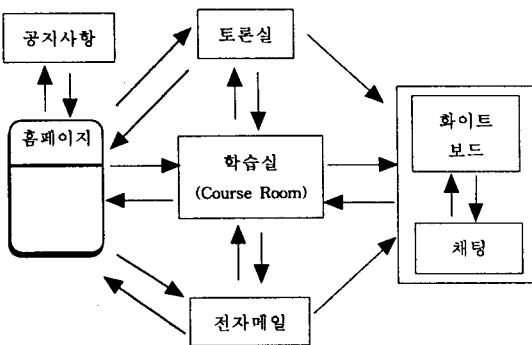 공지사항
토론실
홈페이지
학습실
(Course Room)
화이트
보드
채팅
전자메일